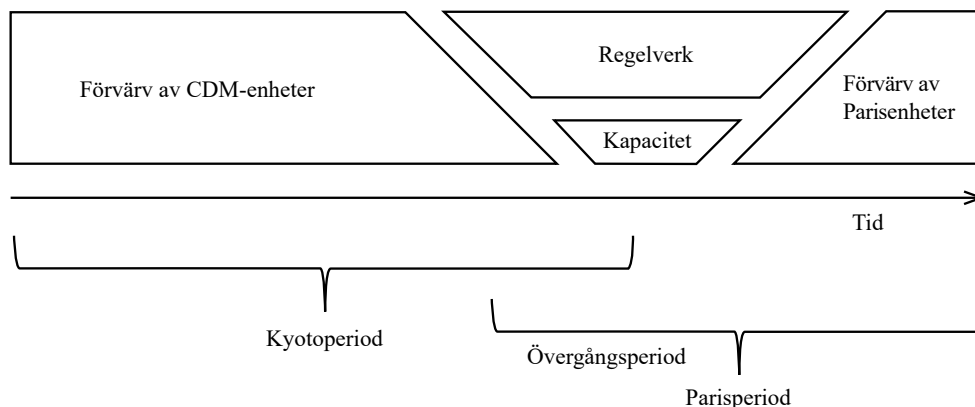 Regelverk
Förvärv av CDM-enheter
Förvärv av
Parisenheter
Kapacitet
Tid
Kyotoperiod
Övergångsperiod
Parisperiod